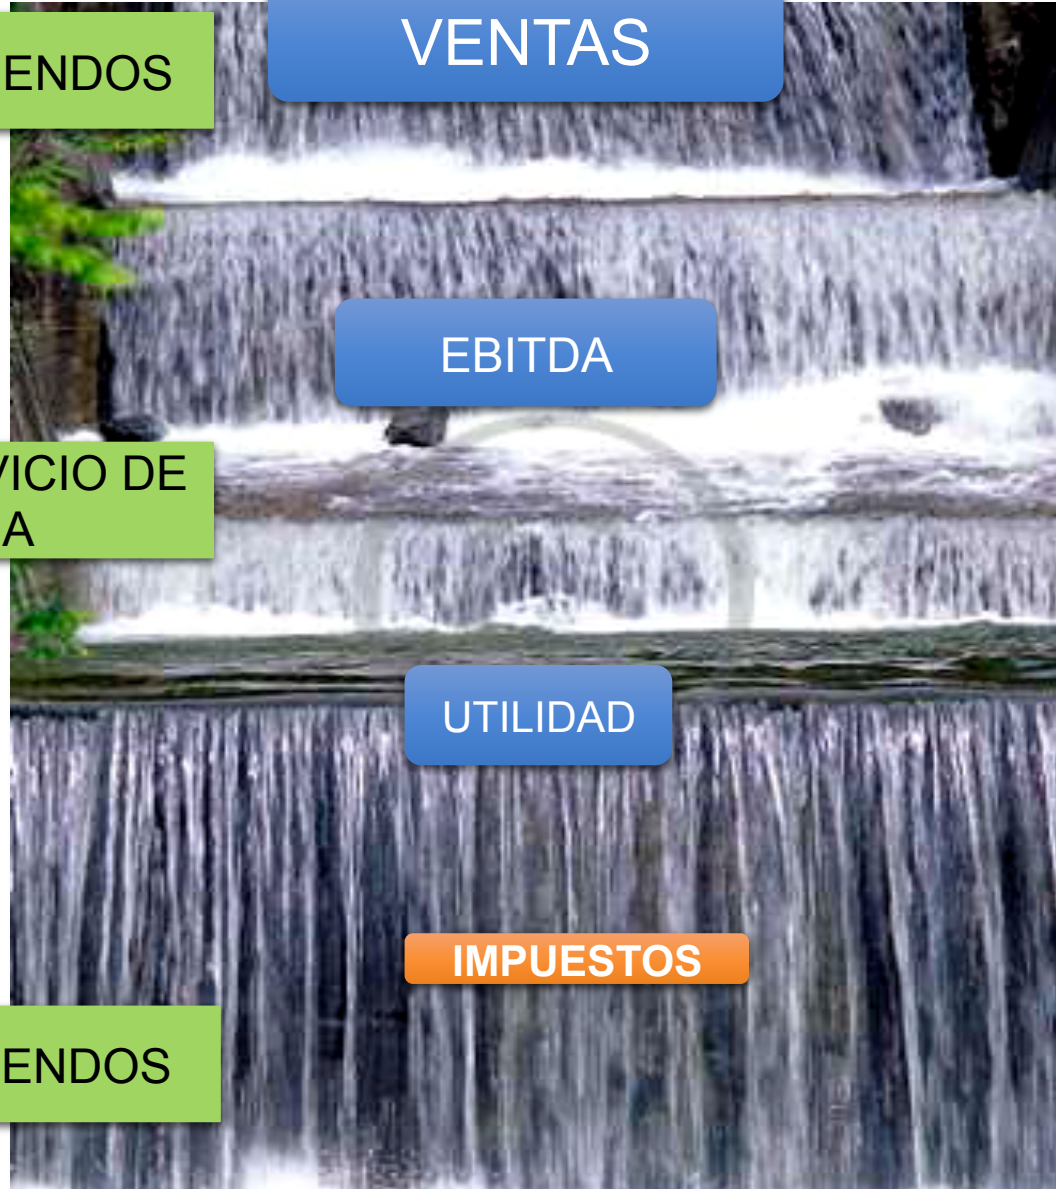 VENTAS
ENDOS
EBITDA
VICIO DE
A
UTILIDAD
IMPUESTOS
ENDOS